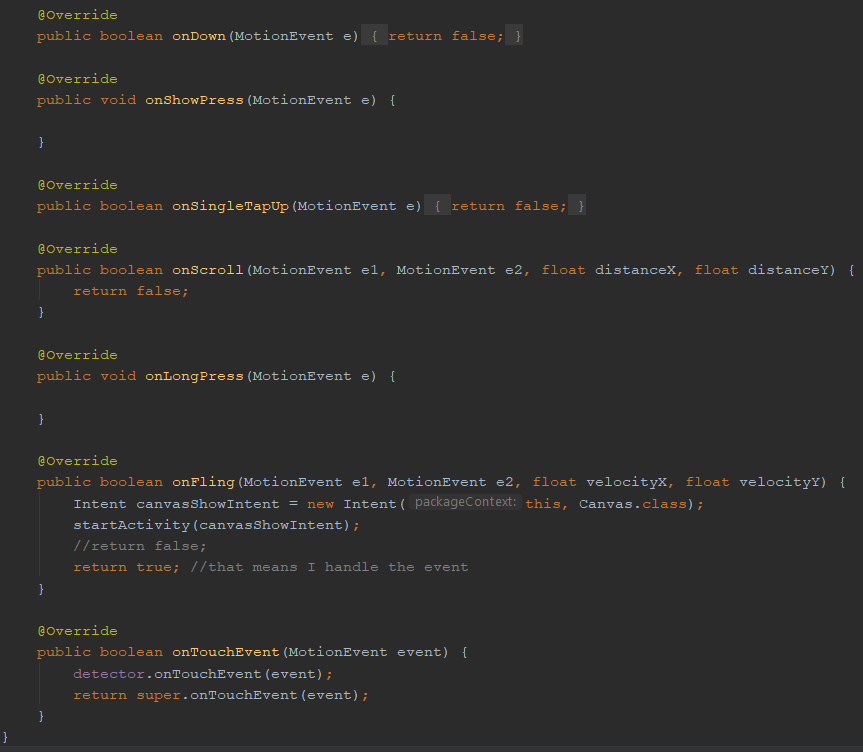 @Override
public boolean onDown(MotionEvent e) { return false; }
@Override
public void onShowPress(MotionEvent e) {
}
@Override
public boolean onSingleTapUp(MotionEvent e) { return false; }
@Override
public boolean onScroll(MotionEvent e1, MotionEvent e2, float distanceX, float distanceY) {
return false;
}
@Override
public void onLongPress(MotionEvent e) {
}
@Override
public boolean onFling(MotionEvent e1, MotionEvent e2, float velocityX, float velocityY) {
Intent canvasShowIntent = new Intent( packageContext: this, Canvas.class);
startActivity(canvasShowIntent);
//return false;
return true; //that means I handle the event
}
@Override
public boolean onTouchEvent(MotionEvent event) {
detector.onTouchEvent(event);
return super.onTouchEvent(event);
}
}